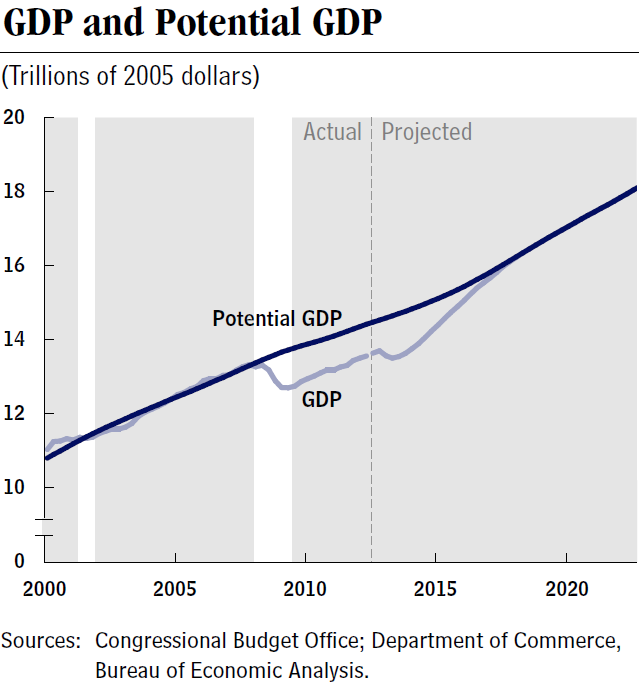 GDP and Potential GDP
(Trillions of 2005 dollars)
20
Actual Projected
18
16
Potential GDP
14
GDP
12
10
0
2000 2005 2010 2015 2020
Sources: Congressional Budget Office; Department of Commerce,
Bureau of Economic Analysis.